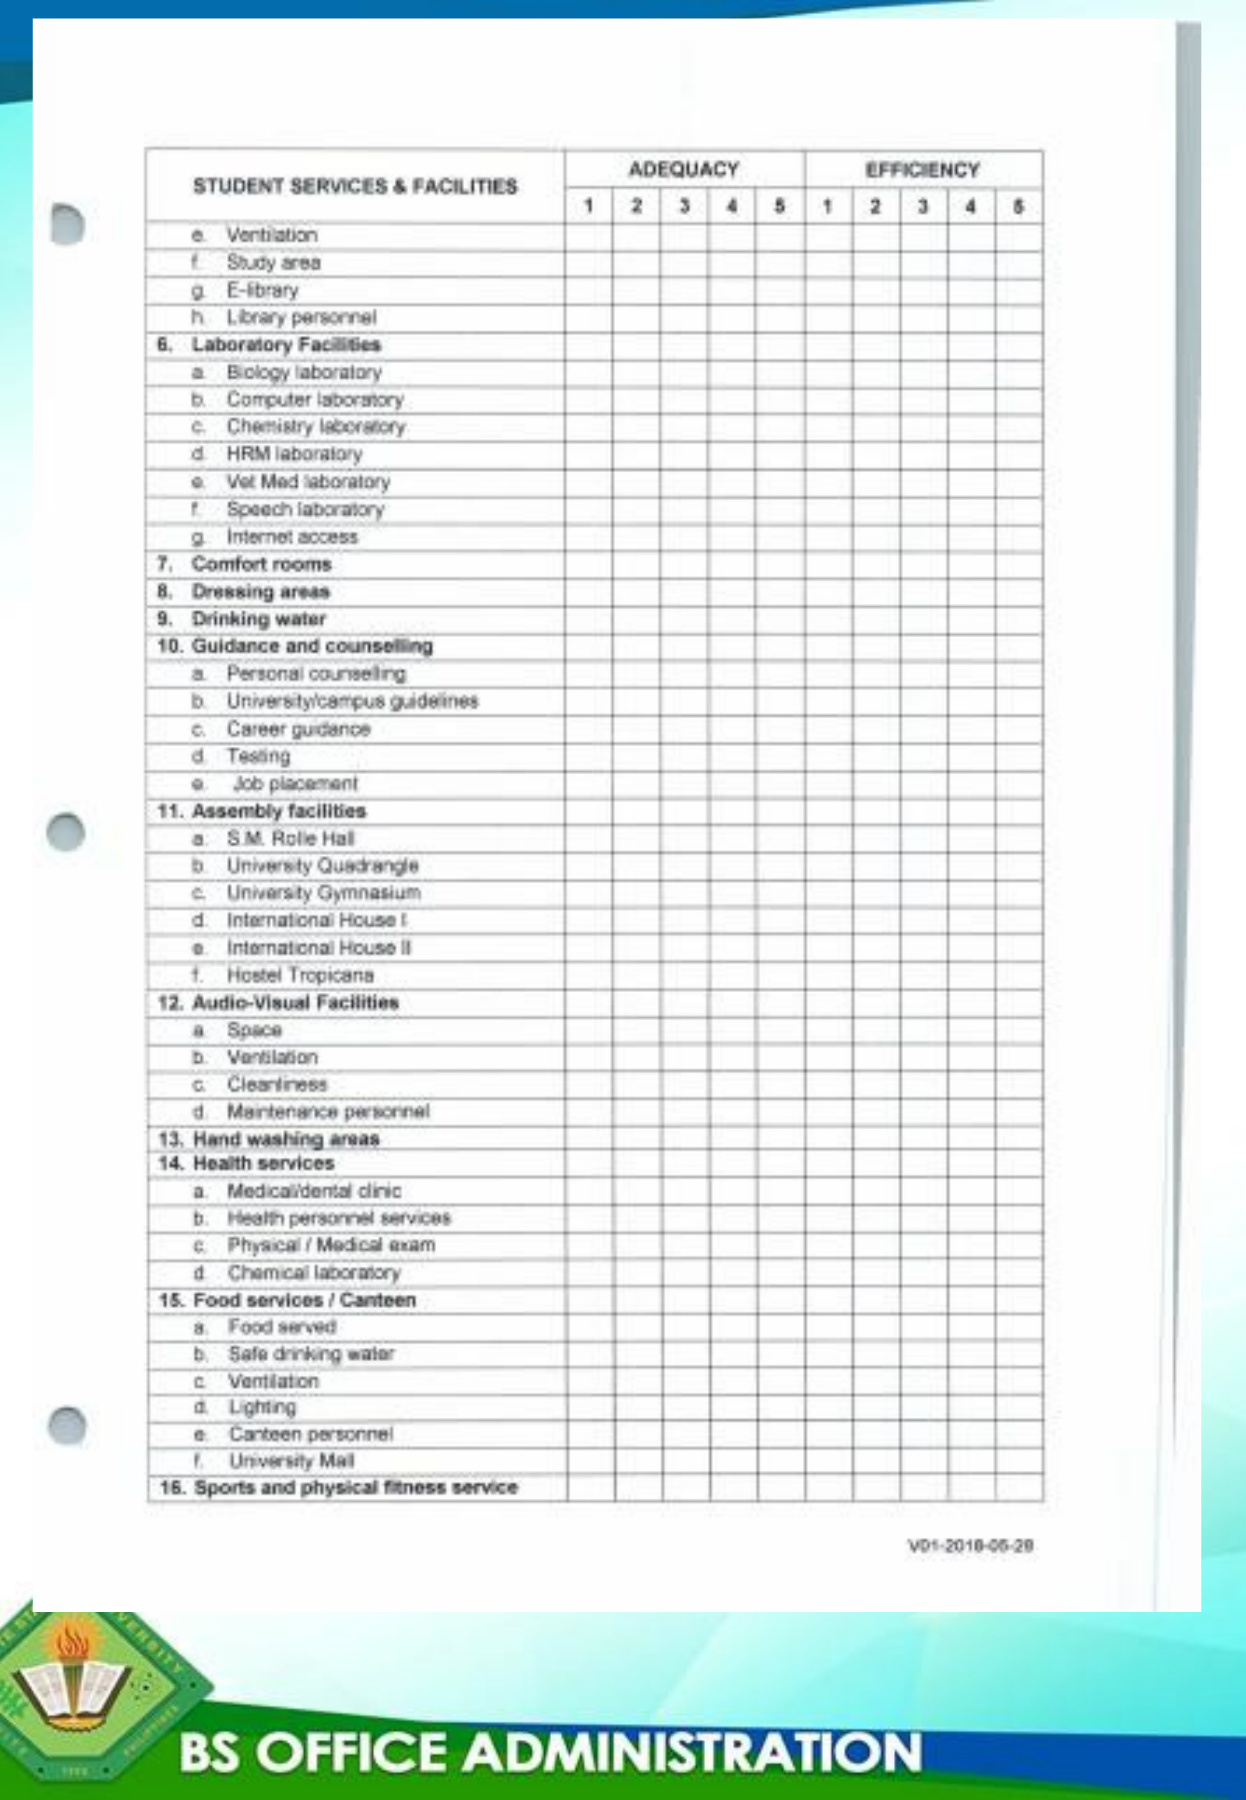 STUDENT SERVICES & FACILITIES
ADEQUACY
EFFICIENCY
1 2 3 4 5 1 2 3 4 5
e. Ventilation
f. Study area
g. E-library
h. Library personnel
6. Laboratory Facilities
a. Biology laboratory
b. Computer laboratory
c. Chemistry laboratory
d. HRM laboratory
e. Vet Med laboratory
f. Speech laboratory
g. Internet access
7. Comfort rooms
8. Dressing areas
9. Drinking water
10. Guidance and counselling
a. Personal counselling
b. University/campus guidelines
c. Career guidance
d. Testing
e. Job placement
11. Assembly facilities
a. S.M. Rolle Hall
b. University Quadrangle
c. University Gymnasium
d. International House I
e. International House II
f. Hostel Tropicana
12. Audio-Visual Facilities
a. Space
b. Ventilation
c. Cleanliness
d. Maintenance personnel
13. Hand washing areas
14. Health services
a. Medical/dental clinic
b. Health personnel services
c. Physical / Medical exam
d. Chemical laboratory
15. Food services / Canteen
a. Food served
b. Safe drinking water
c. Ventilation
d. Lighting
e. Canteen personnel
f. University Mall
16. Sports and physical fitness service
V01-2018-05-28
BS OFFICE ADMINISTRATION